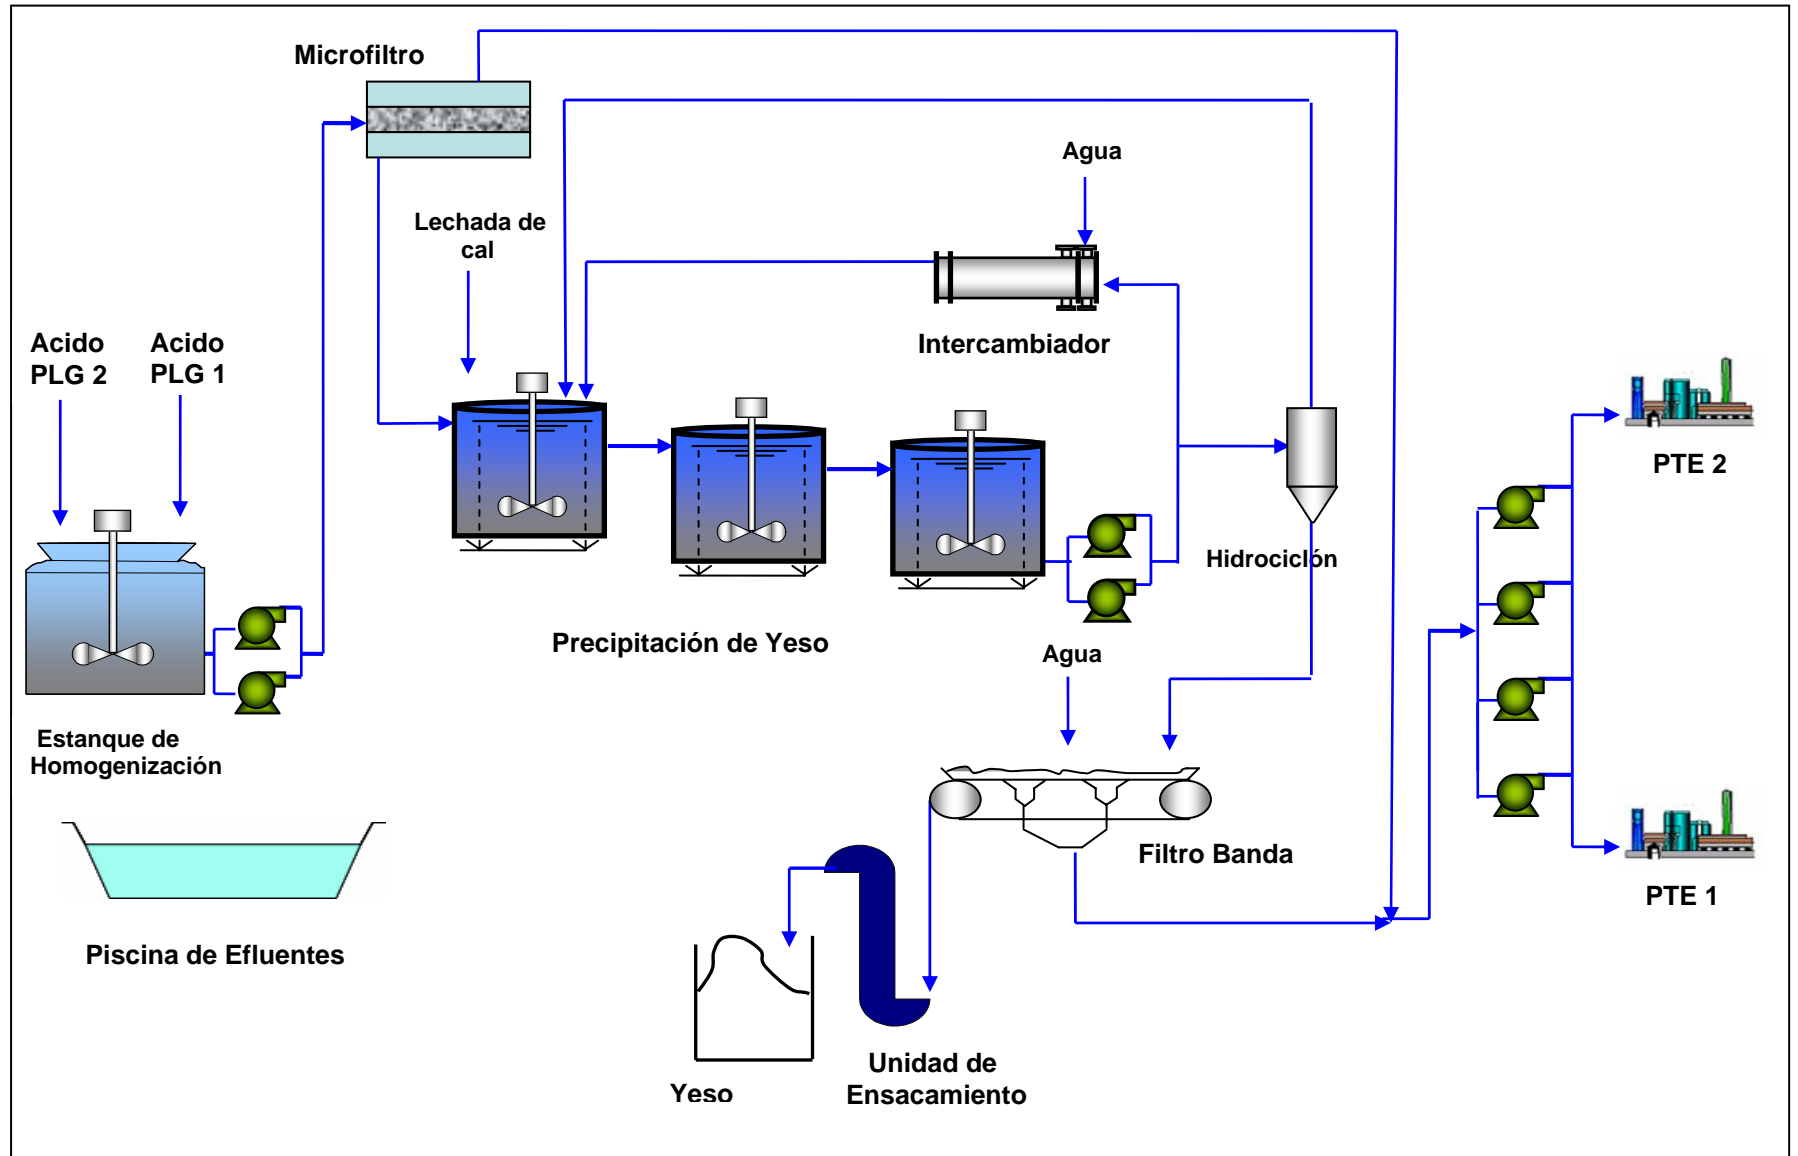 Microfiltro
Agua
Lechada de
cal
Acido
PLG 2
Acido
PLG 1
Intercambiador
PTE 2
Hidrociclón
Precipitación de Yeso
Agua
Estanque de
Homogenización
Filtro Banda
PTE 1
Piscina de Efluentes
Unidad de
Ensacamiento
Yeso